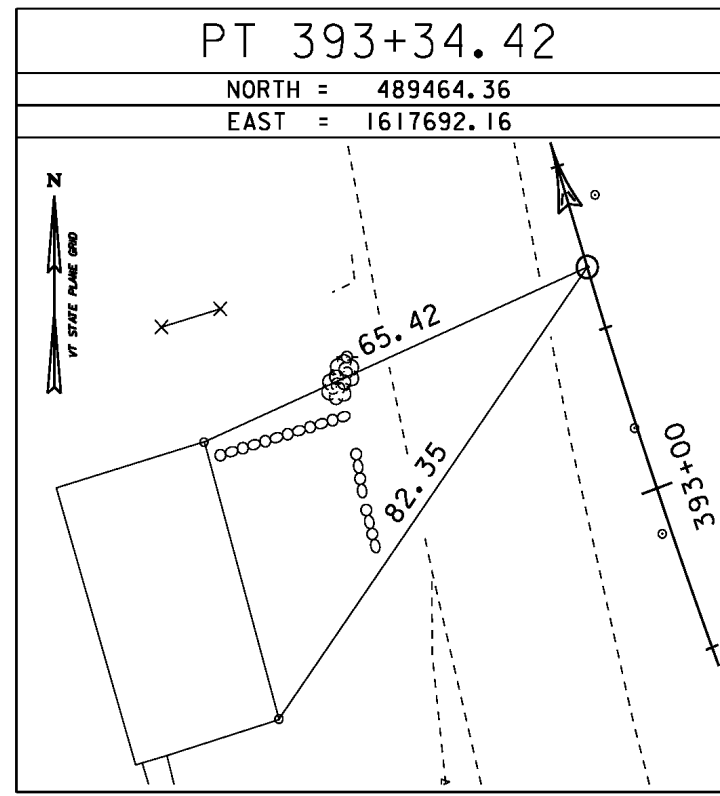 PT 393+34.42
NORTH = 489464.36
EAST = 1617692.16
N
VT STATE PLANE GRID
65.42
82.35
393+00